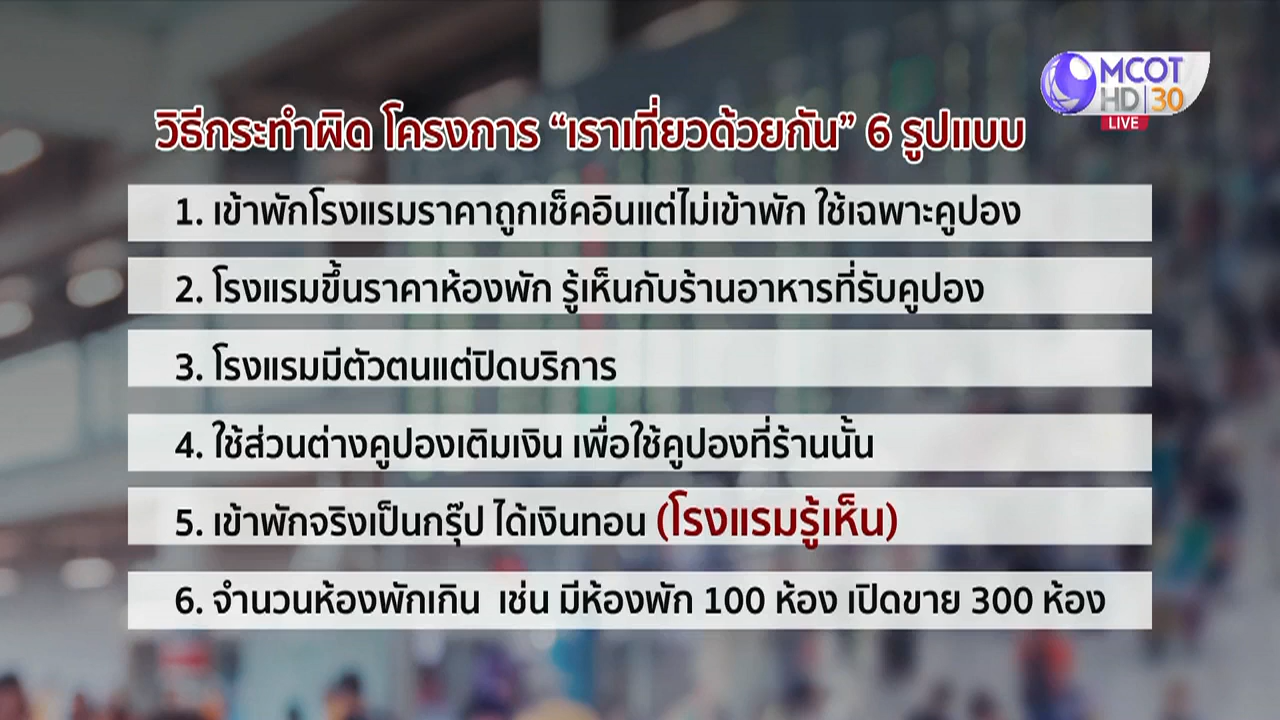 MCOT
HD 30
LIVE
วิธีกระทำผิด โครงการ “เราเที่ยวด้วยกัน” 6 รูปแบบ
1. เข้าพักโรงแรมราคาถูกเช็คอินแต่ไม่เข้าพัก ใช้เฉพาะคูปอง
2. โรงแรมขึ้นราคาห้องพัก รู้เห็นกับร้านอาหารที่รับคูปอง
3. โรงแรมมีตัวตนแต่ปิดบริการ
4. ใช้ส่วนต่างคูปองเติมเงิน เพื่อใช้คูปองที่ร้านนั้น
5. เข้าพักจริงเป็นกรุ๊ป ได้เงินทอน (โรงแรมรู้เห็น)
6. จำนวนห้องพักเกิน เช่น มีห้องพัก 100 ห้อง เปิดขาย 300 ห้อง